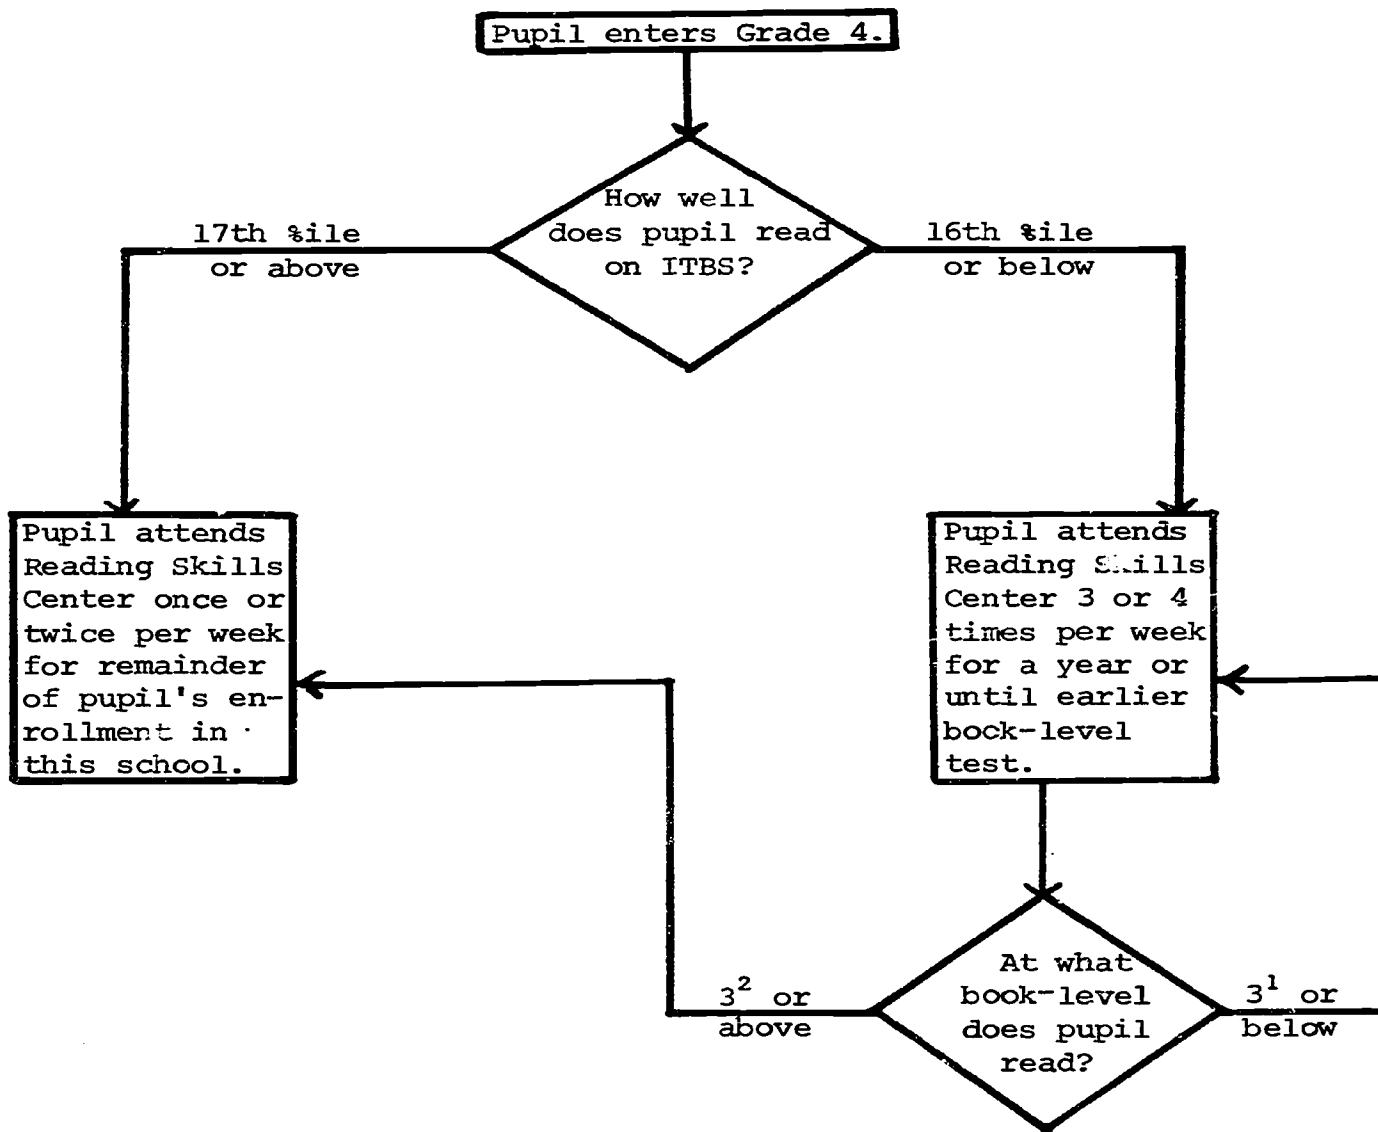 Pupil enters Grade 4.
How well
does pupil read
on ITBS?
17th %ile
or above
16th %ile
or below
Pupil attends
Reading Skills
Center once or
twice per week
for remainder
of pupil's en-
rollment in
this school.
Pupil attends
Reading Skills
Center 3 or 4
times per week
for a year or
until earlier
book-level
test.
At what
book-level
does pupil
read?
3² or
above
3¹ or
below